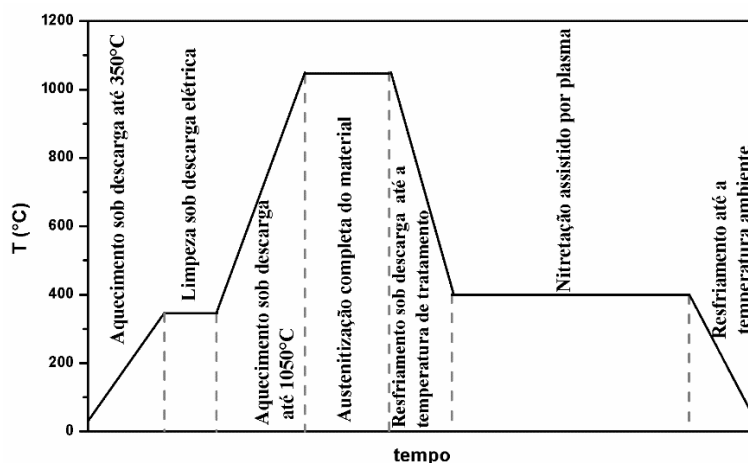 1200
1000
800
600
400
200
0
T (°C)
Aquecimento sob descarga até 350°C
Limpeza sob descarga elétrica
Aquecimento sob descarga
até 1050°C
Austenitização completa do material
Resfriamento sob descarga até a
temperatura de tratamento
Nitretação assistido por plasma
Resfriamento até a
temperatura ambiente
tempo